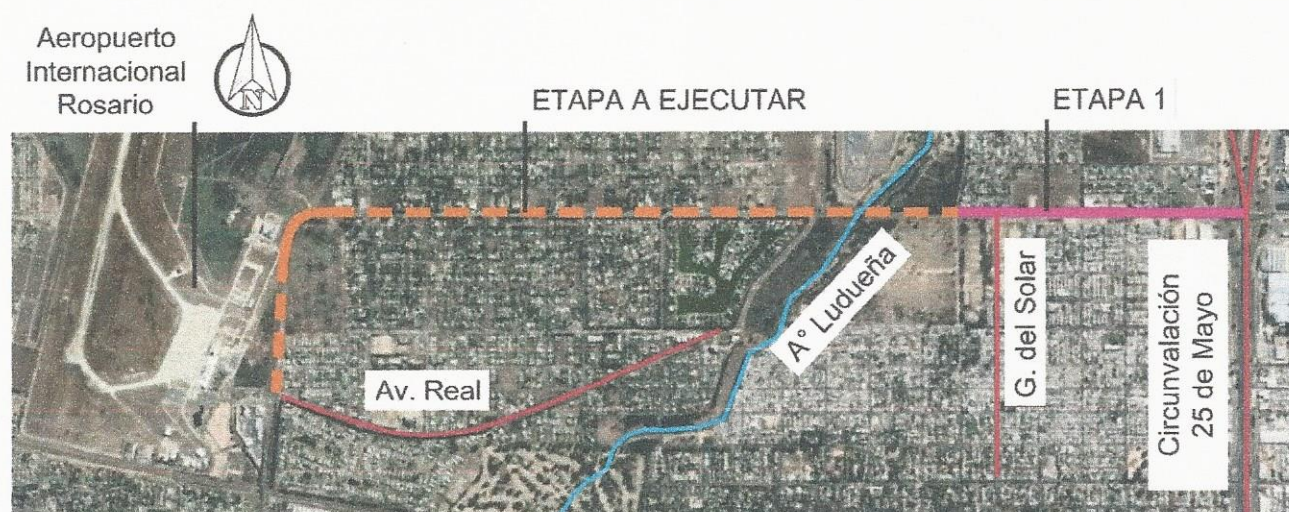 Aeropuerto
Internacional
Rosario
N
ETAPA A EJECUTAR
ETAPA 1
Av. Real
A° Ludueña
G. del Solar
Circunvalación
25 de Mayo